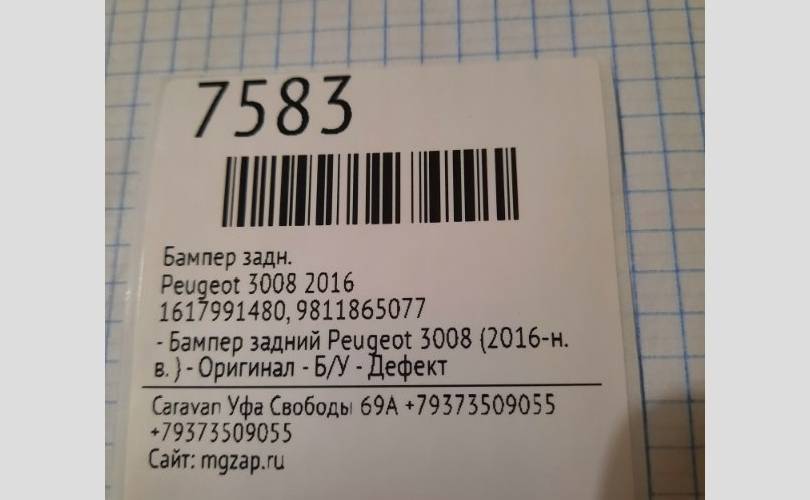 7583
Бампер задн.
Peugeot 3008 2016
1617991480, 9811865077
- Бампер задний Peugeot 3008 (2016-н.
в. ) - Оригинал - Б/У - Дефект
Caravan Уфа Свободы 69А +79373509055
+79373509055
Сайт: mgzap.ru